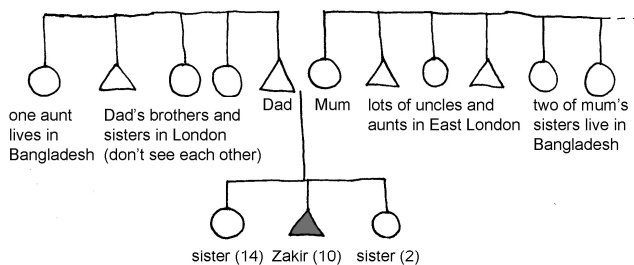 Dad
Mum
one aunt
lives in
Bangladesh
Dad's brothers and
sisters in London
(don't see each other)
lots of uncles and
aunts in East London
two of mum's
sisters live in
Bangladesh
sister (14)
Zakir (10)
sister (2)